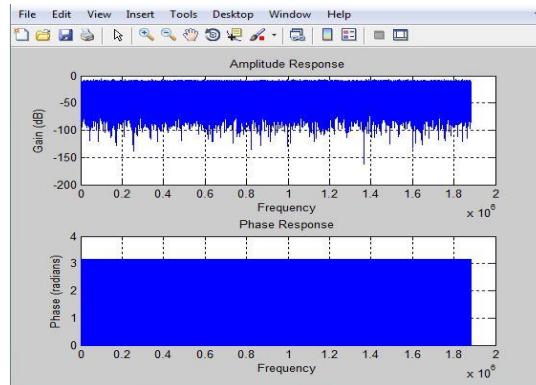 File Edit View Insert Tools Desktop Window Help
Amplitude Response
0
-50
-100
-150
-200
Gain (dB)
0 0.2 0.4 0.6 0.8 1 1.2 1.4 1.6 1.8 2
Frequency
x 10^6
Phase Response
4
3
2
1
0
Phase (radians)
0 0.2 0.4 0.6 0.8 1 1.2 1.4 1.6 1.8 2
Frequency
x 10^6